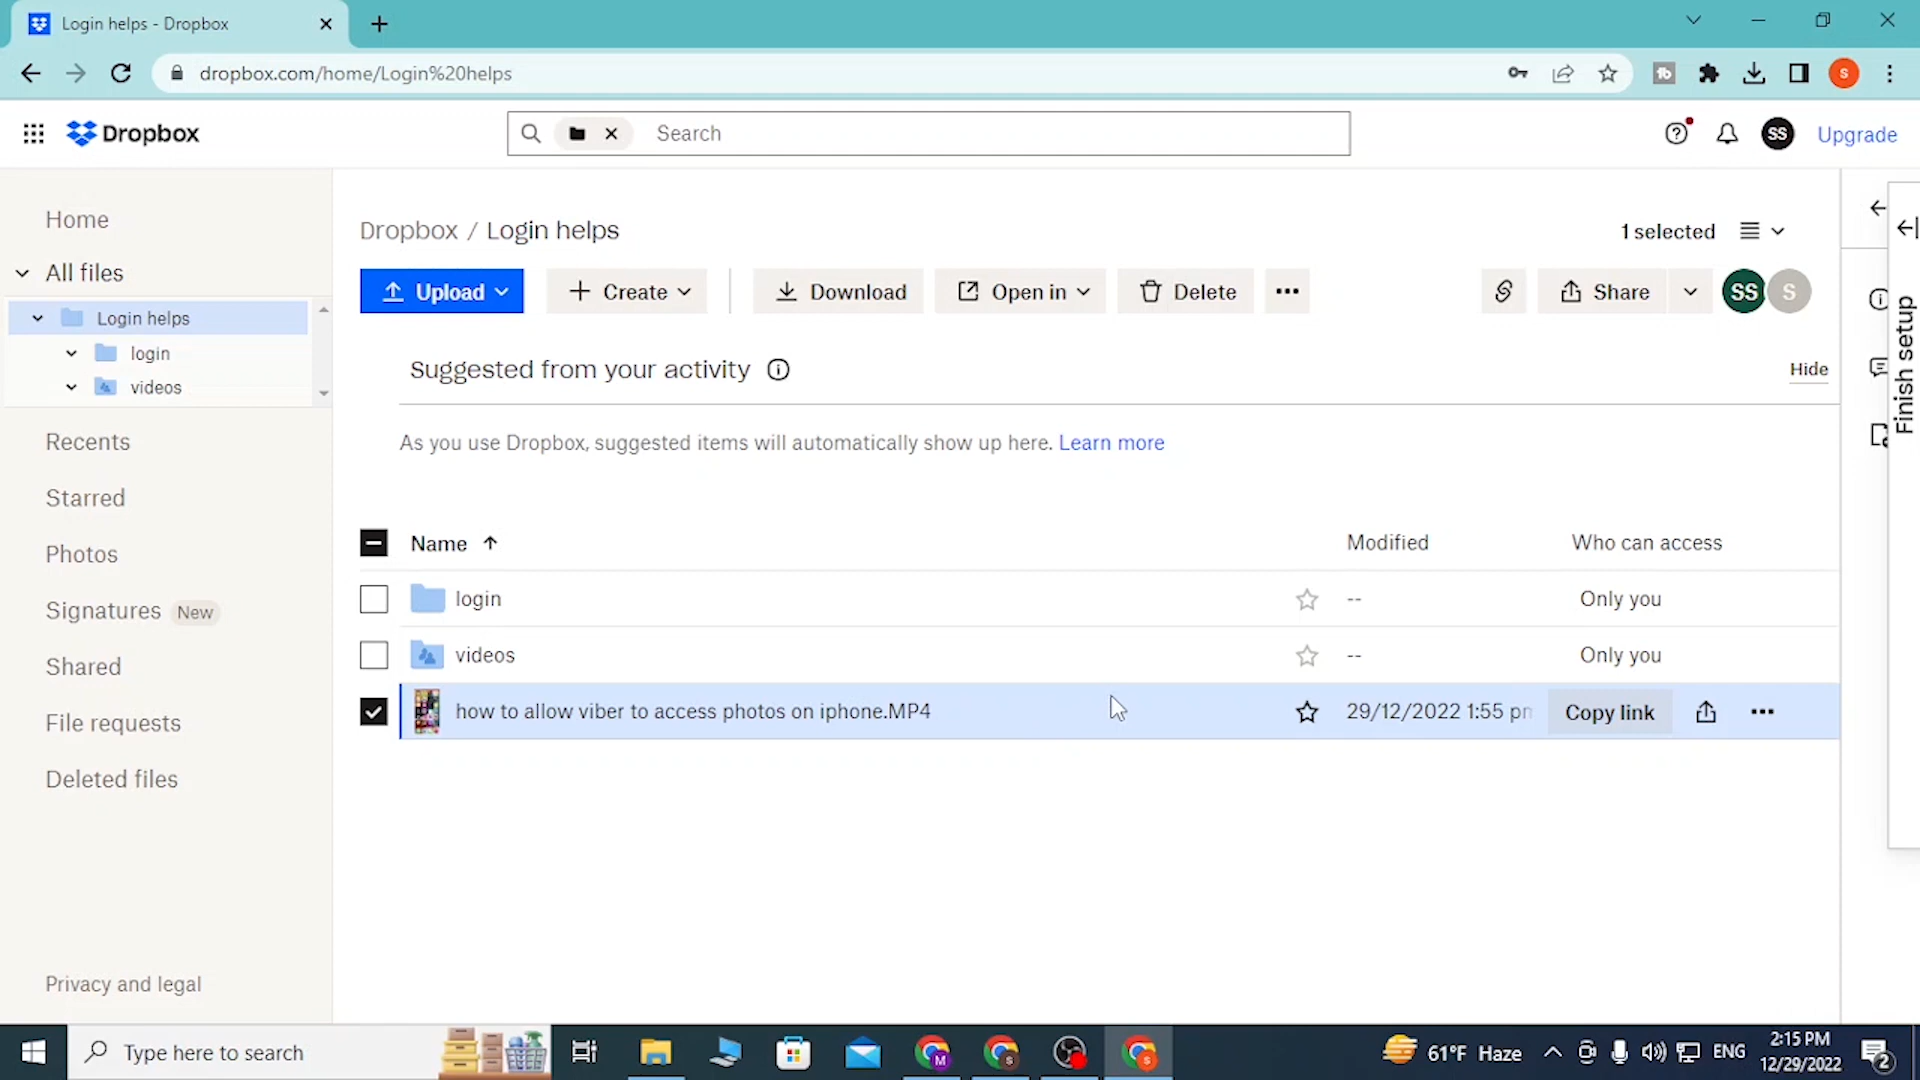 Login helps - Dropbox
dropbox.com/home/Login%20helps
S
Dropbox
Search
SS
Upgrade
Home
All files
Login helps
login
videos
Recents
Starred
Photos
Signatures New
Shared
File requests
Deleted files
Privacy and legal
Dropbox / Login helps
1 selected
Upload
Create
Download
Open in
Delete
Share
SS
S
Suggested from your activity
Hide
As you use Dropbox, suggested items will automatically show up here. Learn more
Finish setup
Name
Modified
Who can access
login
--
Only you
videos
--
Only you
how to allow viber to access photos on iphone.MP4
29/12/2022 1:55 pm
Copy link
Type here to search
M
S
S
61°F Haze
ENG
2:15 PM
12/29/2022
2